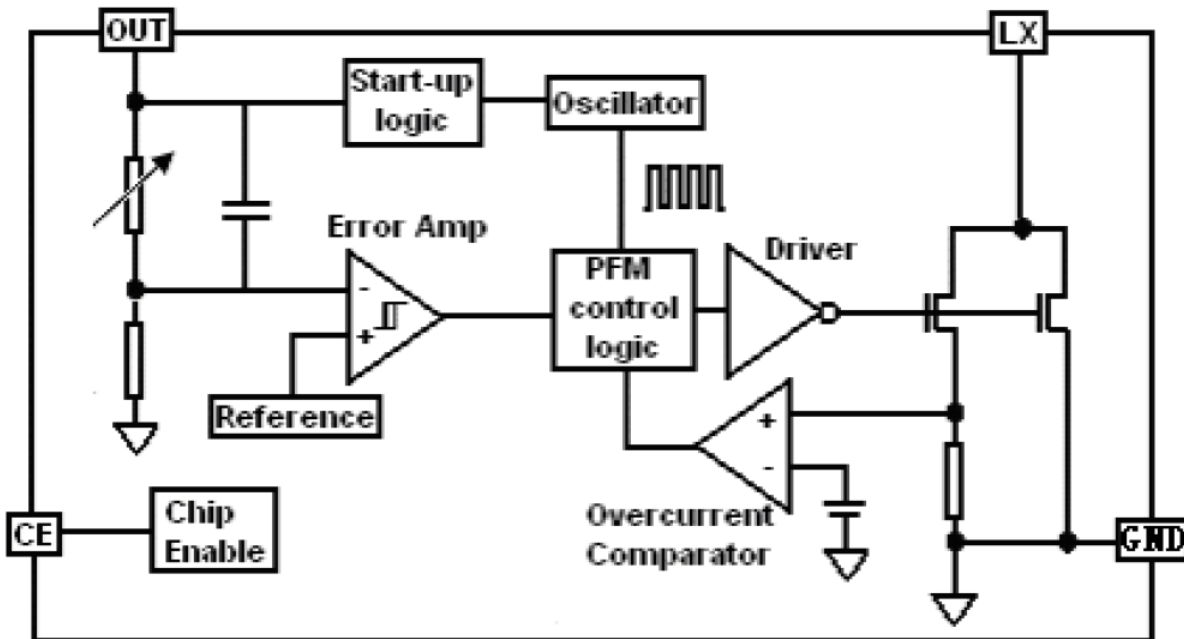 OUT
LX
Start-up
logic
Oscillator
Error Amp
Driver
-
+
PFM
control
logic
Reference
+
-
Overcurrent
Comparator
CE
Chip
Enable
GND